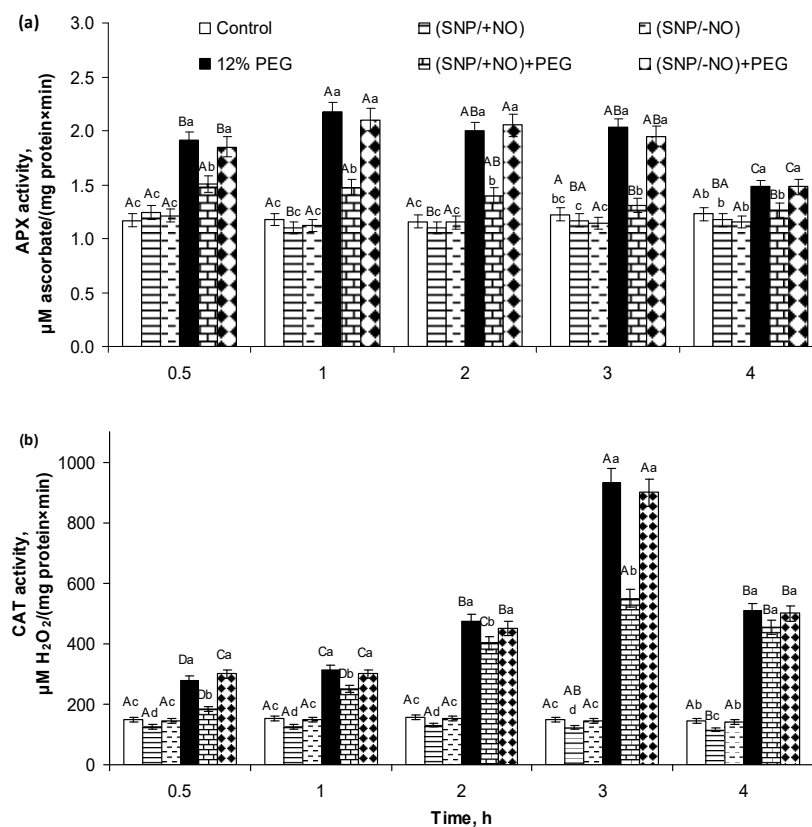 (a)
Control (SNP/+NO) (SNP/-NO)
12% PEG (SNP/+NO)+PEG (SNP/-NO)+PEG
APX activity,
µM ascorbate/(mg protein×min)
3.0
2.5
2.0
1.5
1.0
0.5
0.0
Ac Ac Ac Ba Ab Ba
Ac Bc Ac Aa Ab Aa
Ac Bc Ac ABa AB b Aa
A bc BA c Ac ABa Bb ABa
Ab BA b Ab Ca Bb Ca
0.5 1 2 3 4
(b)
CAT activity,
µM H₂O₂/(mg protein×min)
1000
800
600
400
200
0
Ac Ad Ac Da Db Ca
Ac Ad Ac Ca Db Ca
Ac Ad Ac Ba Cb Ba
Ac AB d Ac Aa Ab Aa
Ab Bc Ab Ba Ba Ba
0.5 1 2 3 4
Time, h